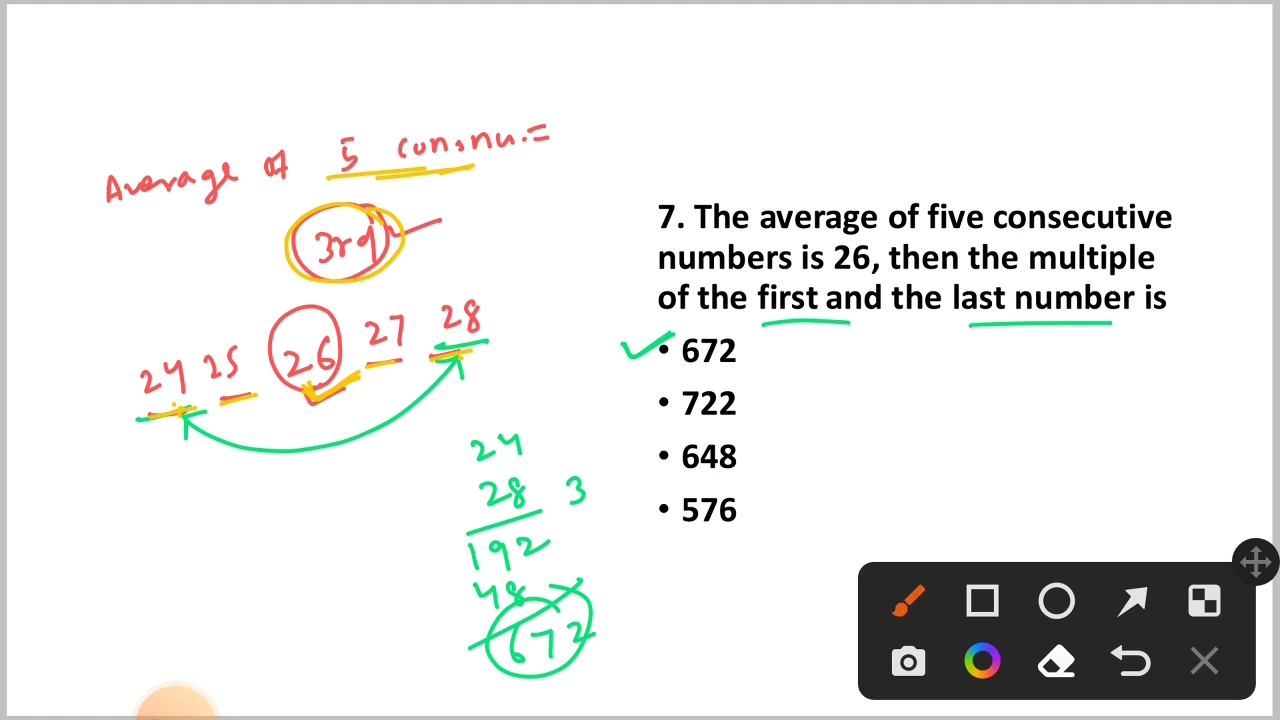 Average of 5 consnu.=
3rd
24 25 26 27 28
24
28 3
192
48
672
7. The average of five consecutive
numbers is 26, then the multiple
of the first and the last number is
• 672
• 722
• 648
• 576